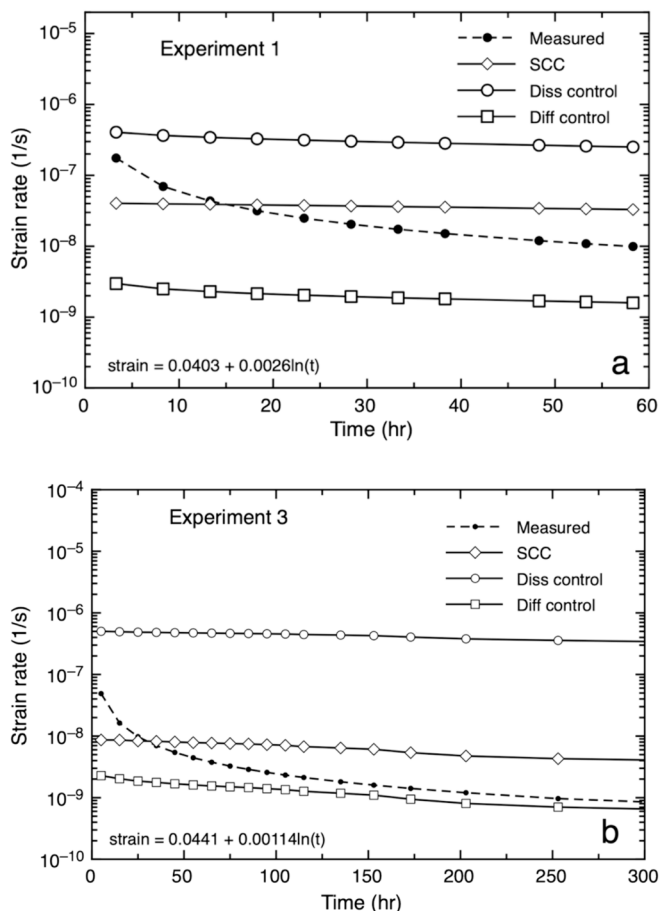 10⁻⁵
Experiment 1
Measured
SCC
Diss control
Diff control
10⁻⁶
10⁻⁷
10⁻⁸
10⁻⁹
10⁻¹⁰
Strain rate (1/s)
strain = 0.0403 + 0.0026ln(t)
a
0 10 20 30 40 50 60
Time (hr)
10⁻⁴
Experiment 3
Measured
SCC
Diss control
Diff control
10⁻⁵
10⁻⁶
10⁻⁷
10⁻⁸
10⁻⁹
10⁻¹⁰
Strain rate (1/s)
strain = 0.0441 + 0.00114ln(t)
b
0 50 100 150 200 250 300
Time (hr)